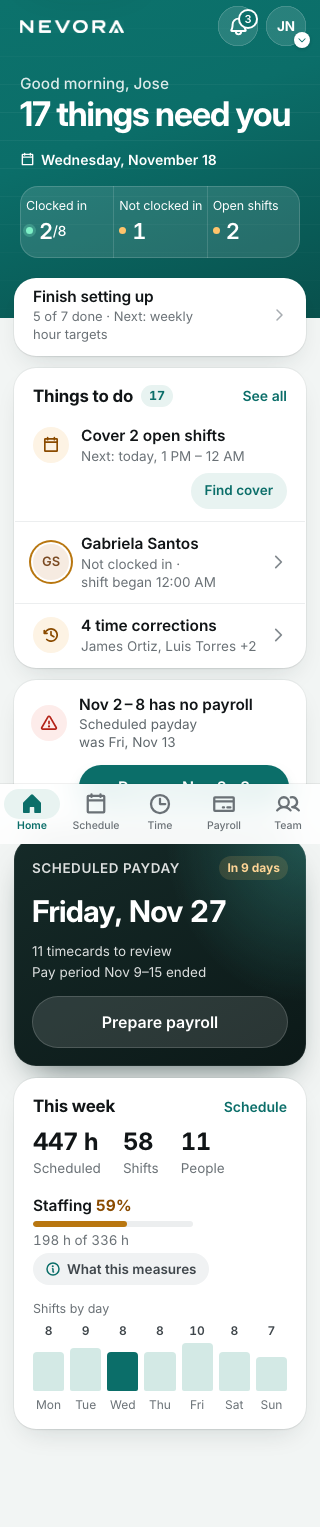 NEVORA
3
JN
Good morning, Jose
17 things need you
Wednesday, November 18
Clocked in
2/8
Not clocked in
1
Open shifts
2
Finish setting up
5 of 7 done · Next: weekly
hour targets
Things to do 17 See all
Cover 2 open shifts
Next: today, 1 PM – 12 AM
Find cover
GS
Gabriela Santos
Not clocked in ·
shift began 12:00 AM
4 time corrections
James Ortiz, Luis Torres +2
Nov 2 – 8 has no payroll
Scheduled payday
was Fri, Nov 13
Home Schedule Time Payroll Team
SCHEDULED PAYDAY In 9 days
Friday, Nov 27
11 timecards to review
Pay period Nov 9–15 ended
Prepare payroll
This week Schedule
447 h 58 11
Scheduled Shifts People
Staffing 59%
198 h of 336 h
What this measures
Shifts by day
8 9 8 8 10 8 7
Mon Tue Wed Thu Fri Sat Sun